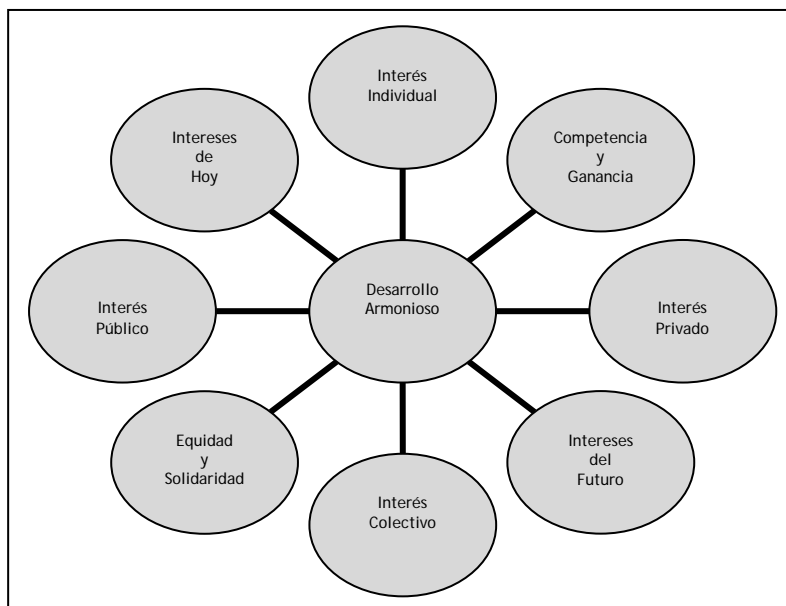 Interés
Individual
Intereses
de
Hoy
Competencia
y
Ganancia
Desarrollo
Armonioso
Interés
Público
Interés
Privado
Equidad
y
Solidaridad
Intereses
del
Futuro
Interés
Colectivo